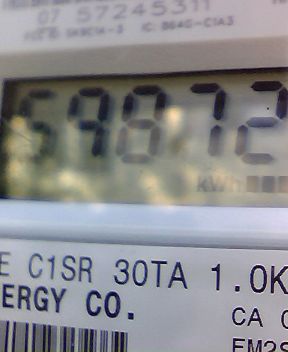 07 57245311
59872
kWh
E C1SR 30TA 1.0K
ERGY CO.
CA